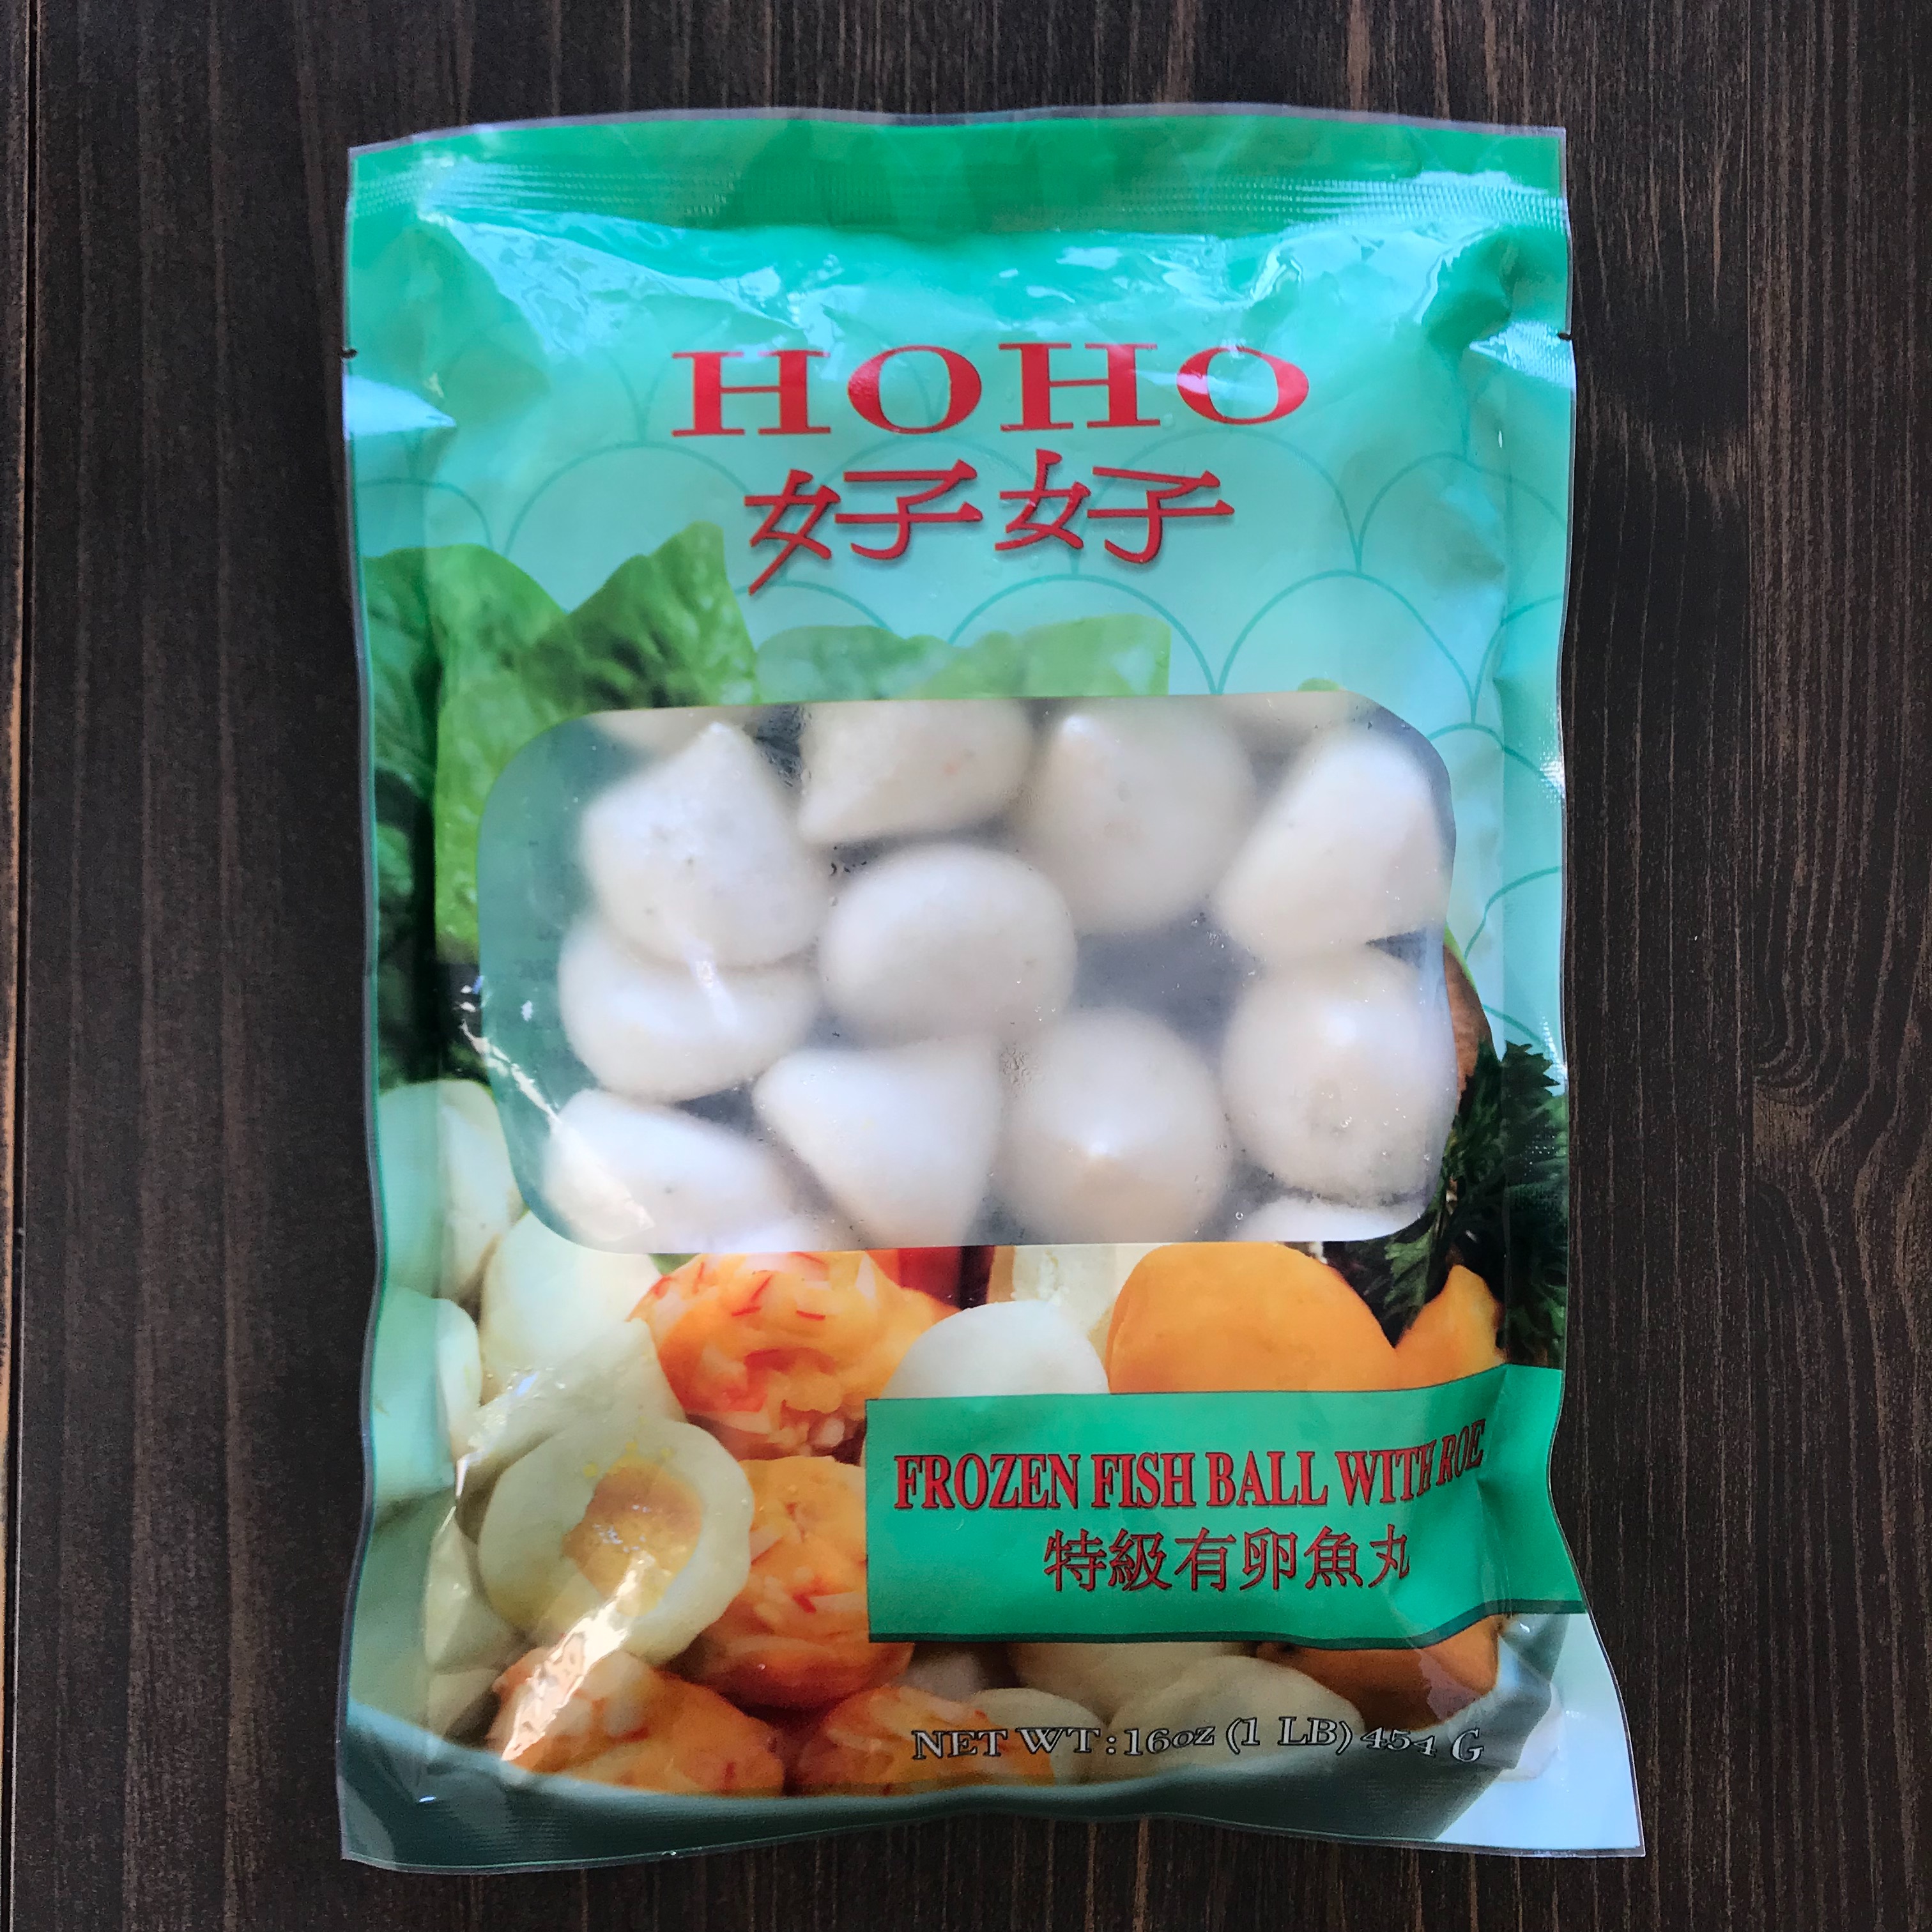 HOHO
好好
FROZEN FISH BALL WITH ROE
特級有卵魚丸
NET WT:16oz (1 LB) 454 G